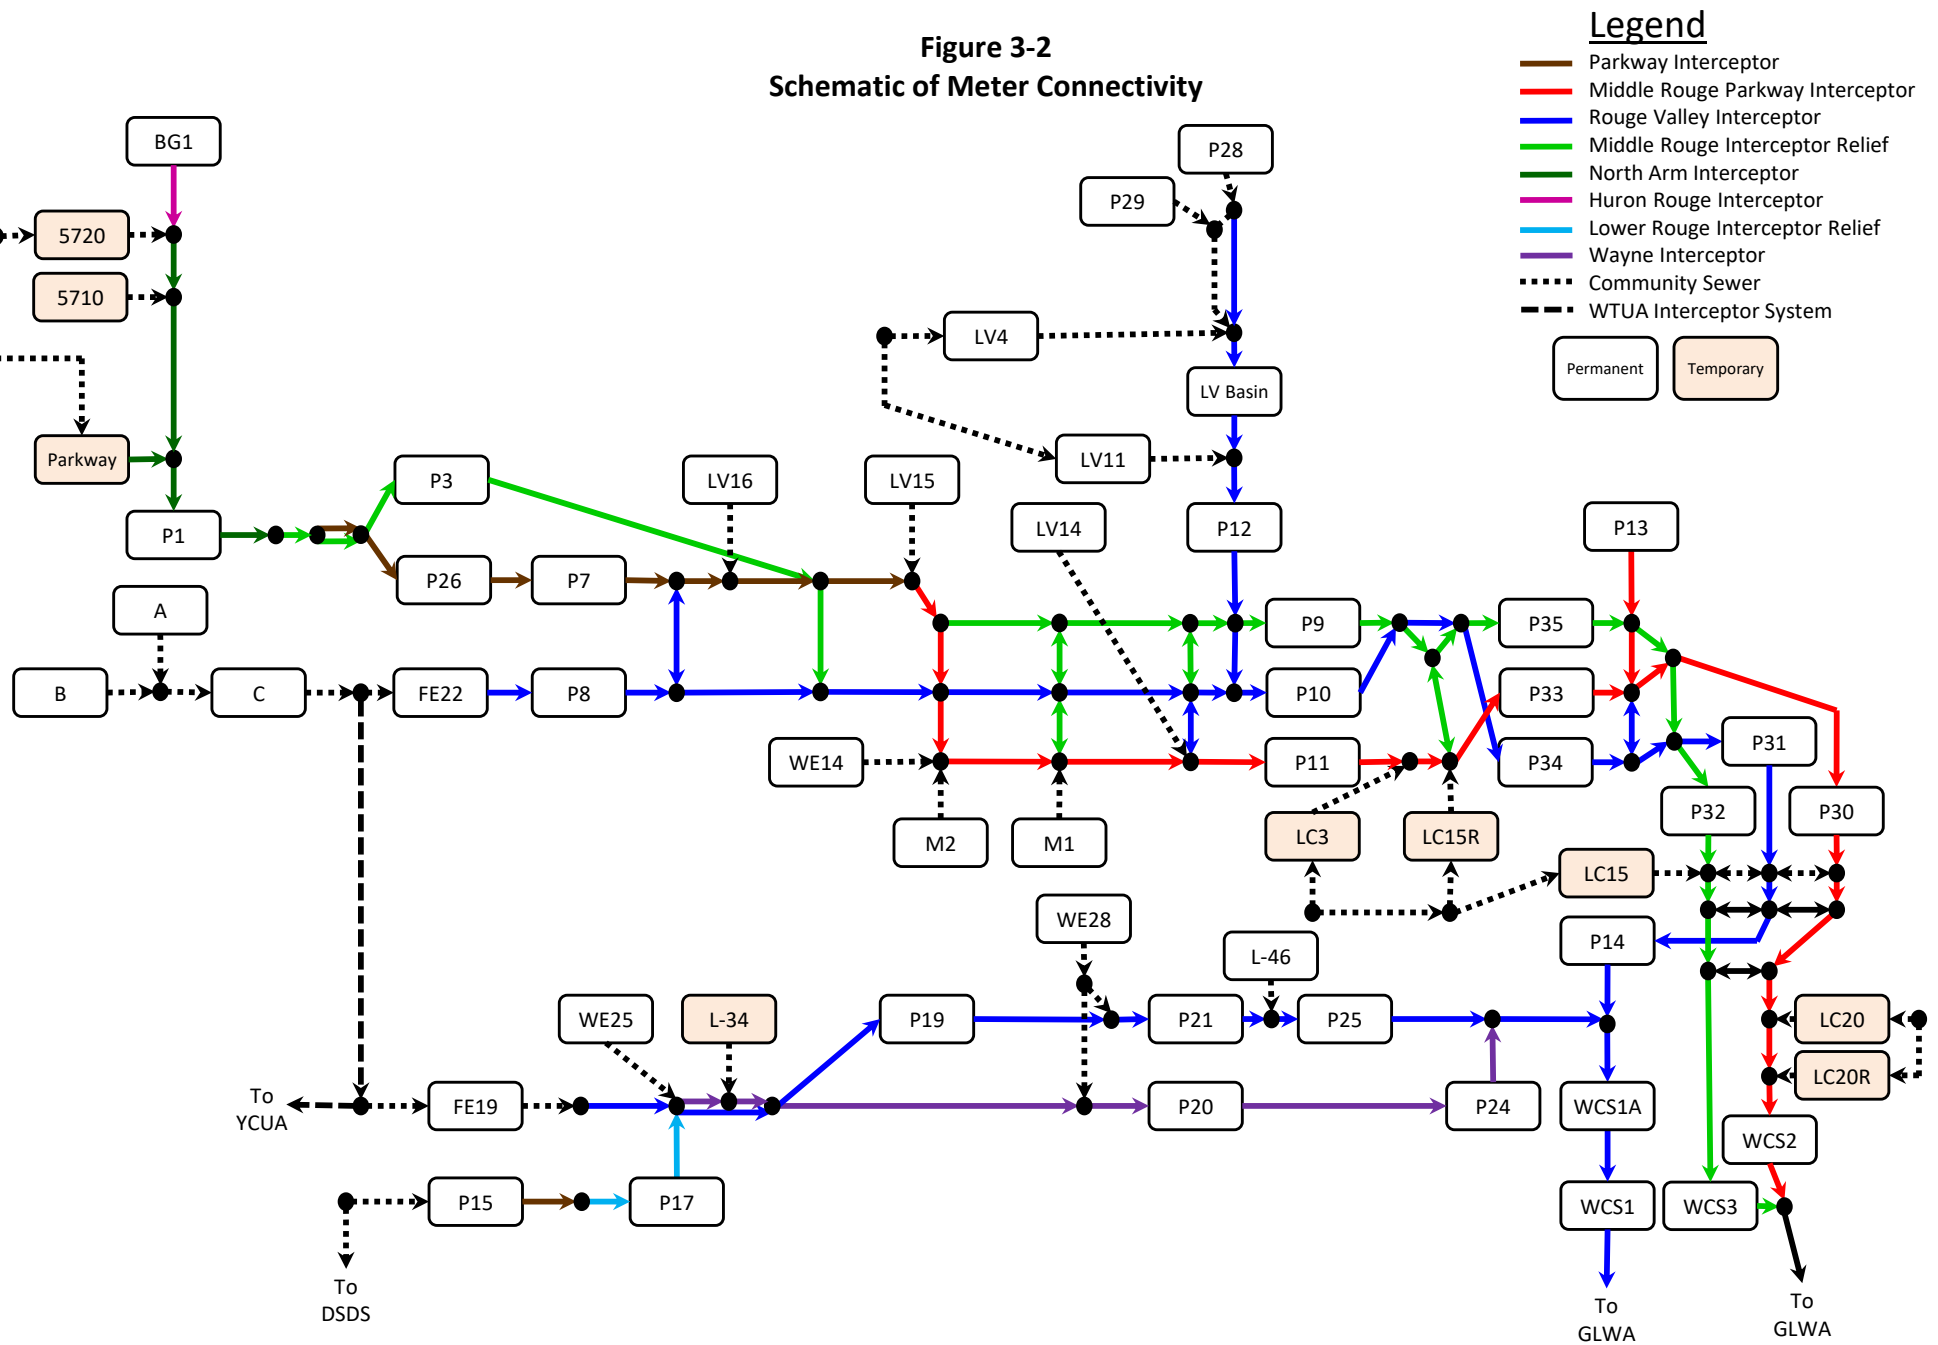 Figure 3-2
Schematic of Meter Connectivity
Legend
Parkway Interceptor
Middle Rouge Parkway Interceptor
Rouge Valley Interceptor
Middle Rouge Interceptor Relief
North Arm Interceptor
Huron Rouge Interceptor
Lower Rouge Interceptor Relief
Wayne Interceptor
Community Sewer
WTUA Interceptor System
Permanent
Temporary
BG1
P28
P29
5720
5710
LV4
LV Basin
Parkway
LV11
P3
LV16
LV15
P1
LV14
P12
P13
P26
P7
A
P9
P35
B
C
FE22
P8
P10
P33
WE14
P11
P34
P31
M2
M1
LC3
LC15R
P32
P30
LC15
WE28
L-46
P14
WE25
L-34
P19
P21
P25
LC20
LC20R
To
YCUA
FE19
P20
P24
WCS1A
WCS2
P15
P17
WCS1
WCS3
To
DSDS
To
GLWA
To
GLWA